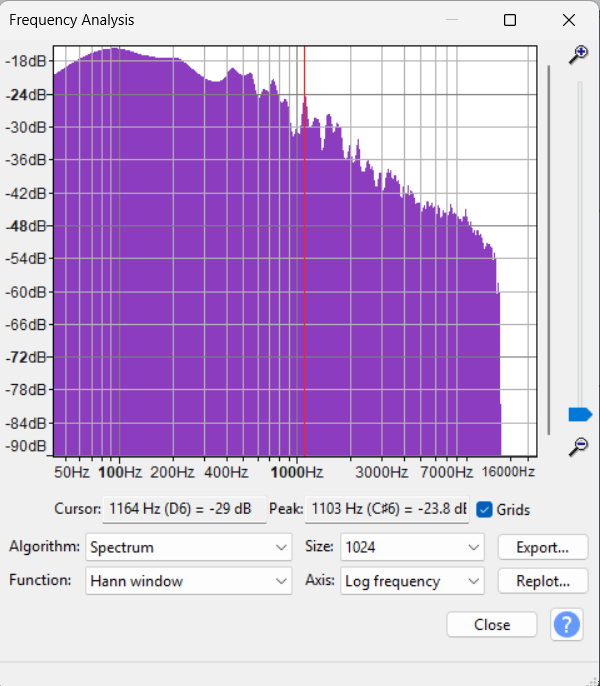 Frequency Analysis
-18dB
-24dB
-30dB
-36dB
-42dB
-48dB
-54dB
-60dB
-66dB
-72dB
-78dB
-84dB
-90dB
50Hz 100Hz 200Hz 400Hz 1000Hz 3000Hz 7000Hz 16000Hz
Cursor: 1164 Hz (D6) = -29 dB Peak: 1103 Hz (C♯6) = -23.8 dB Grids
Algorithm: Spectrum Size: 1024 Export...
Function: Hann window Axis: Log frequency Replot...
Close ?